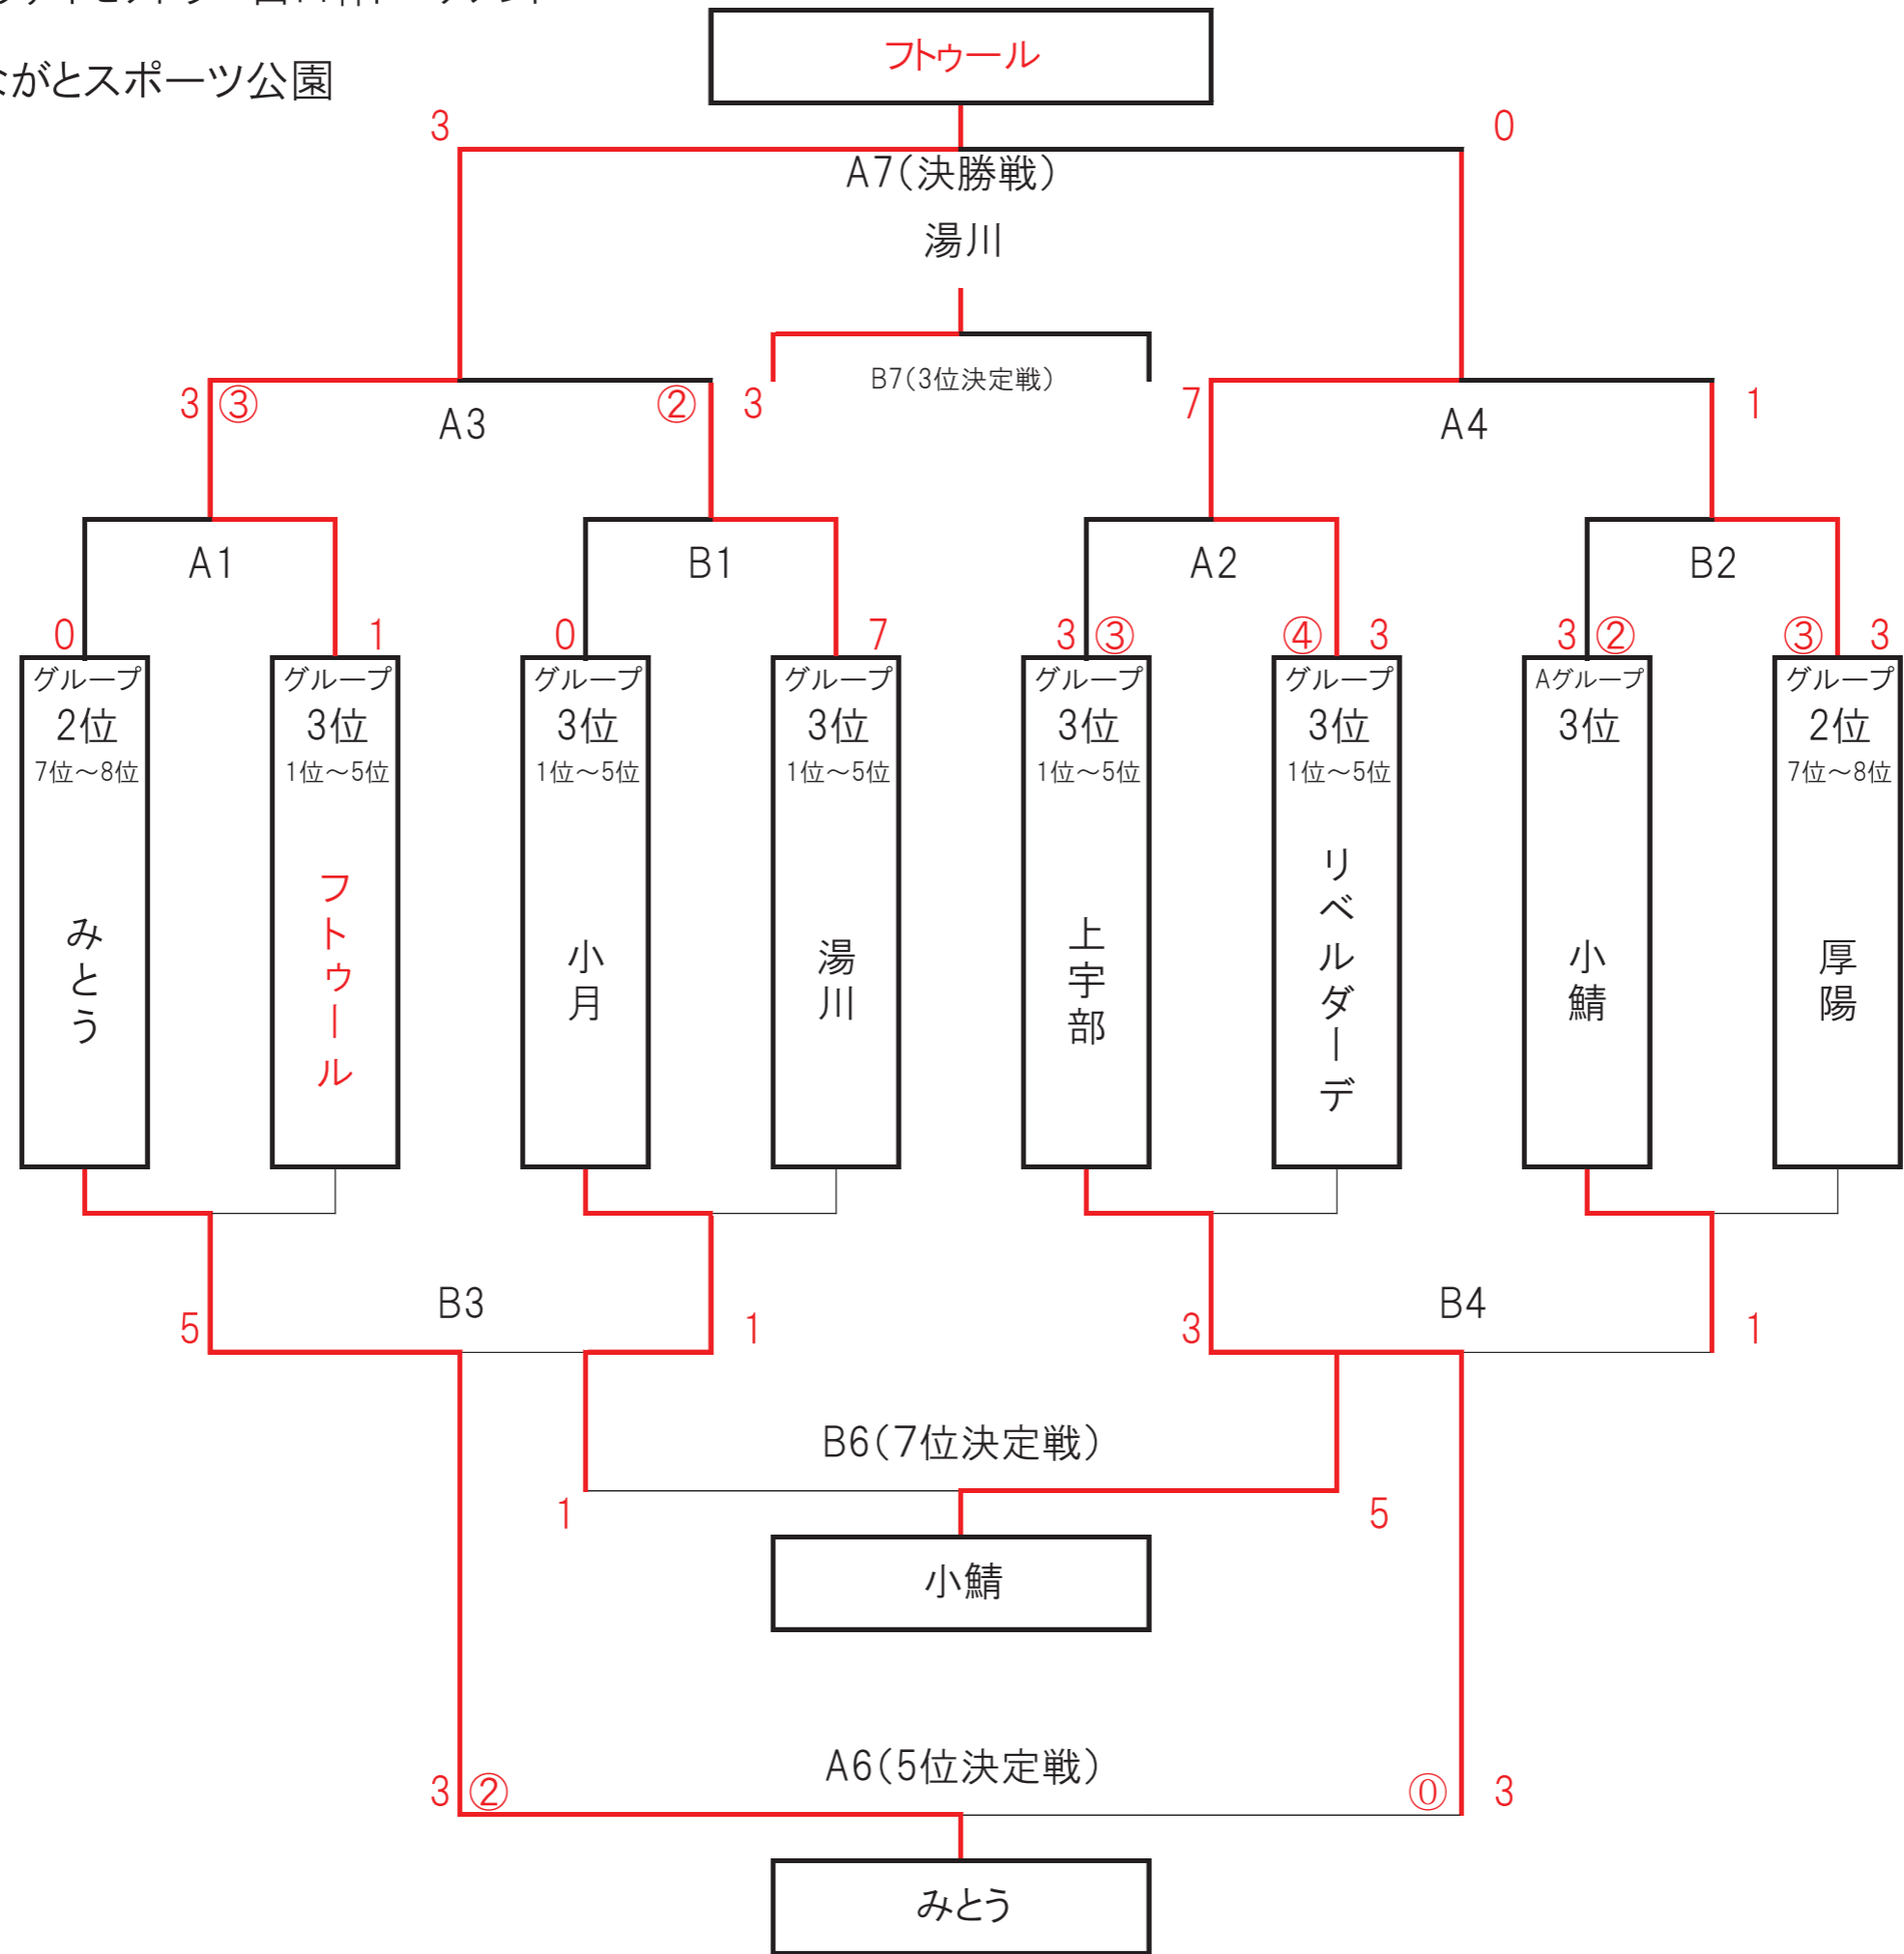 フトゥール
ながとスポーツ公園
3
0
A7(決勝戦)
湯川
B7(3位決定戦)
3 ③
② 3
7
1
A3
A4
A1
B1
A2
B2
0
1
0
7
3 ③
④ 3
3 ②
③ 3
グループ
2位
7位～8位
みとう
グループ
3位
1位～5位
フトゥール
グループ
3位
1位～5位
小月
グループ
3位
1位～5位
湯川
グループ
3位
1位～5位
上宇部
グループ
3位
1位～5位
リベルダーデ
Aグループ
3位
小鯖
グループ
2位
7位～8位
厚陽
B3
B4
5
1
3
1
B6(7位決定戦)
1
5
小鯖
A6(5位決定戦)
3 ②
⓪ 3
みとう